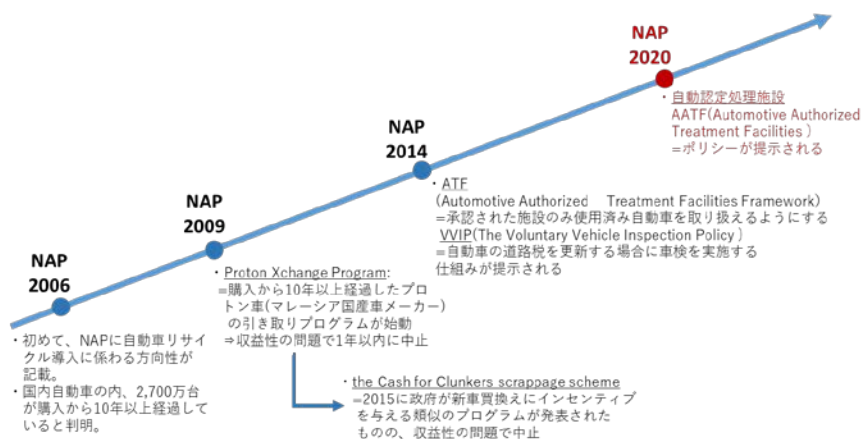 NAP
2006
・初めて、NAPに自動車リサ
イクル導入に係わる方向性が
記載。
・国内自動車の内、2,700万台
が購入から10年以上経過して
いると判明。
NAP
2009
・Proton Xchange Program:
=購入から10年以上経過したプロ
トン車(マレーシア国産車メーカー)
の引き取りプログラムが始動
⇒収益性の問題で1年以内に中止
・the Cash for Clunkers scrappage scheme
=2015に政府が新車買換えにインセンティブ
を与える類似のプログラムが発表された
ものの、収益性の問題で中止
NAP
2014
・ATF
(Automotive Authorized Treatment Facilities Framework)
=承認された施設のみ使用済み自動車を取り扱えるようにする
VVIP(The Voluntary Vehicle Inspection Policy )
=自動車の道路税を更新する場合に車検を実施する
仕組みが提示される
NAP
2020
・自動認定処理施設
AATF(Automotive Authorized
Treatment Facilities )
=ポリシーが提示される